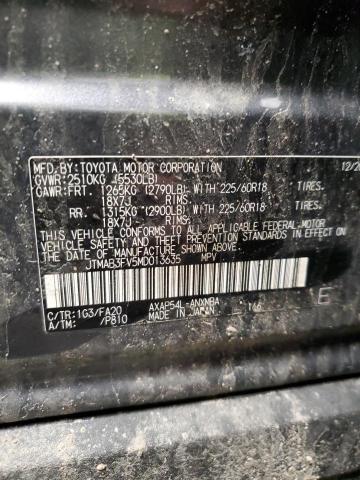 MFD.BY:TOYOTA MOTOR CORPORATION 12/20
GVWR:2510KG (5530LB)
GAWR:FRT. 1265KG (2790LB) WITH 225/60R18 TIRES,
18X7J RIMS,
RR. 1315KG (2900LB) WITH 225/60R18 TIRES,
18X7J RIMS,
THIS VEHICLE CONFORMS TO ALL APPLICABLE FEDERAL MOTOR
VEHICLE SAFETY AND THEFT PREVENTION STANDARDS IN EFFECT ON THE
DATE OF MANUFACTURE SHOWN ABOVE.
JTMAB3FV5MD013635 MPV
C/TR:1G3/FA20 AXAP54L-ANXMBA
A/TM: /P810 MADE IN JAPAN
E